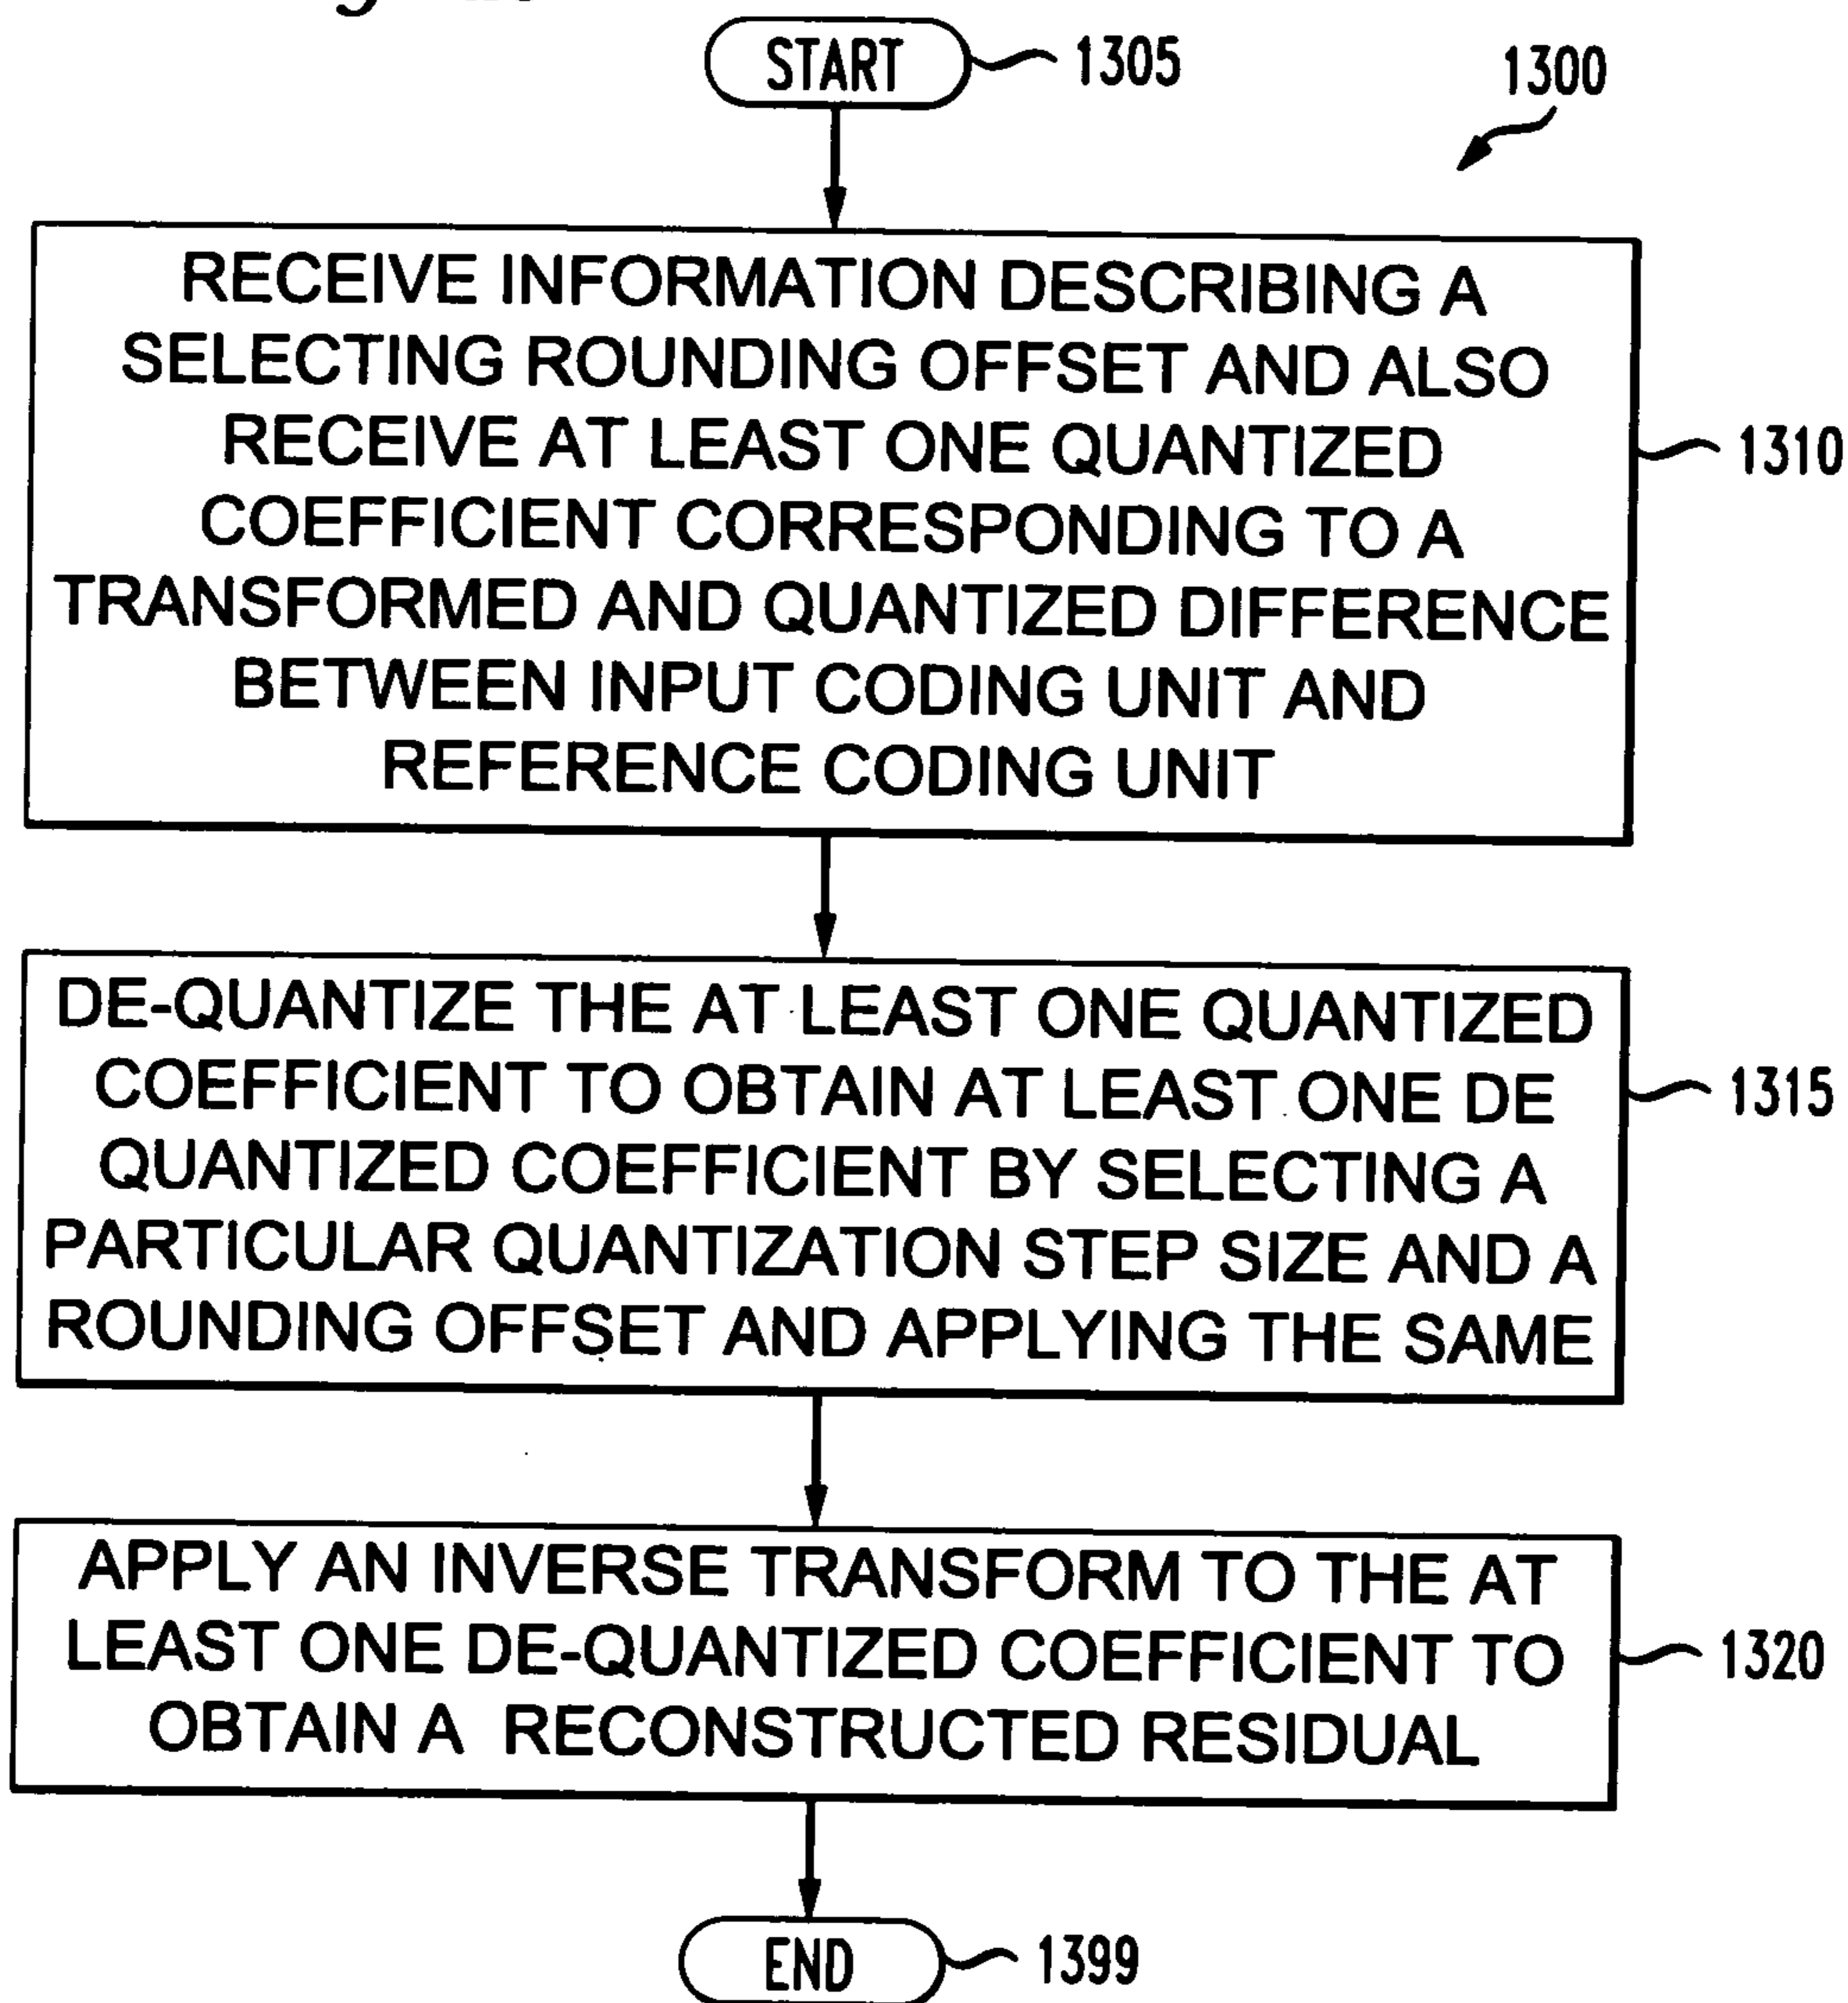 START
1305
1300
RECEIVE INFORMATION DESCRIBING A
SELECTING ROUNDING OFFSET AND ALSO
RECEIVE AT LEAST ONE QUANTIZED
COEFFICIENT CORRESPONDING TO A
TRANSFORMED AND QUANTIZED DIFFERENCE
BETWEEN INPUT CODING UNIT AND
REFERENCE CODING UNIT
1310
DE-QUANTIZE THE AT LEAST ONE QUANTIZED
COEFFICIENT TO OBTAIN AT LEAST ONE DE
QUANTIZED COEFFICIENT BY SELECTING A
PARTICULAR QUANTIZATION STEP SIZE AND A
ROUNDING OFFSET AND APPLYING THE SAME
1315
APPLY AN INVERSE TRANSFORM TO THE AT
LEAST ONE DE-QUANTIZED COEFFICIENT TO
OBTAIN A RECONSTRUCTED RESIDUAL
1320
END
1399